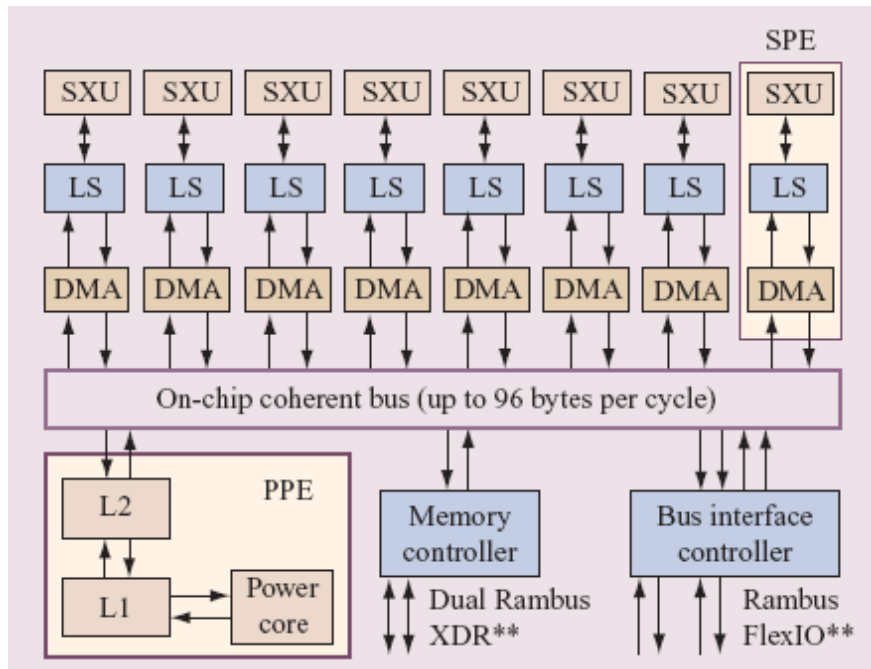 SPE
SXU SXU SXU SXU SXU SXU SXU SXU
LS LS LS LS LS LS LS LS
DMA DMA DMA DMA DMA DMA DMA DMA
On-chip coherent bus (up to 96 bytes per cycle)
PPE
L2
L1
Power
core
Memory
controller
Dual Rambus
XDR**
Bus interface
controller
Rambus
FlexIO**